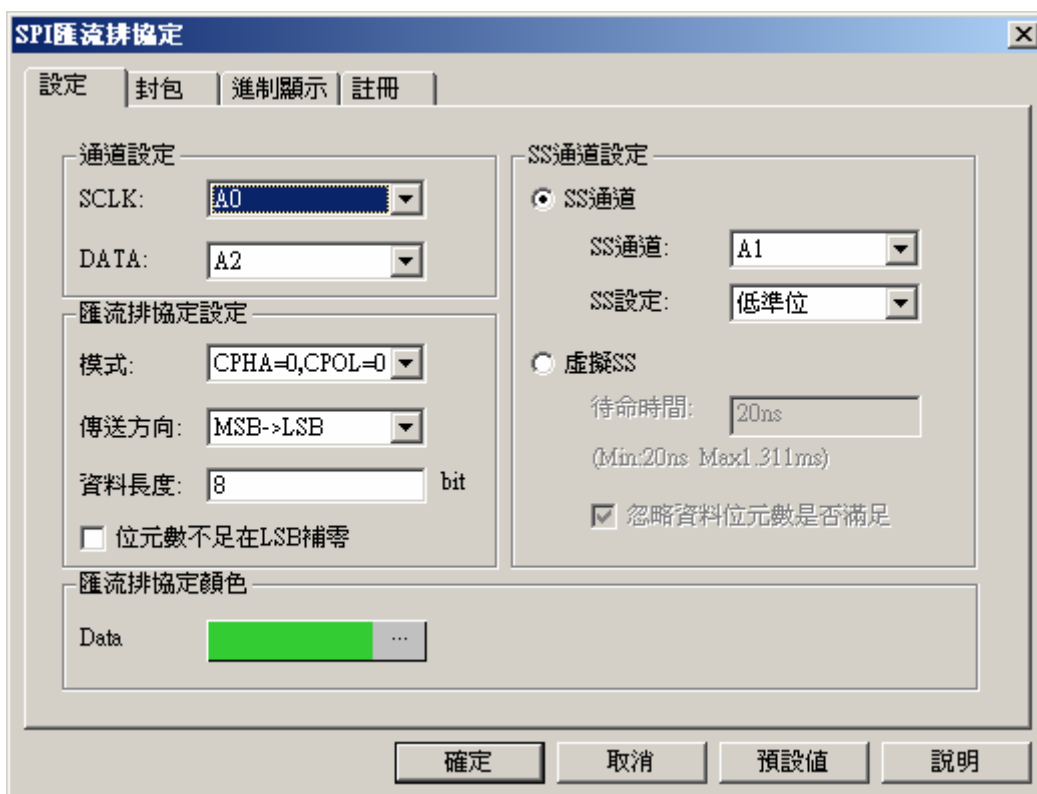 SPI匯流排協定
設定 封包 進制顯示 註冊
通道設定
SCLK: A0
DATA: A2
匯流排協定設定
模式: CPHA=0,CPOL=0
傳送方向: MSB->LSB
資料長度: 8 bit
位元數不足在LSB補零
SS通道設定
SS通道
SS通道: A1
SS設定: 低準位
虛擬SS
待命時間: 20ns
(Min:20ns Max1.311ms)
忽略資料位元數是否滿足
匯流排協定顏色
Data ...
確定 取消 預設值 說明